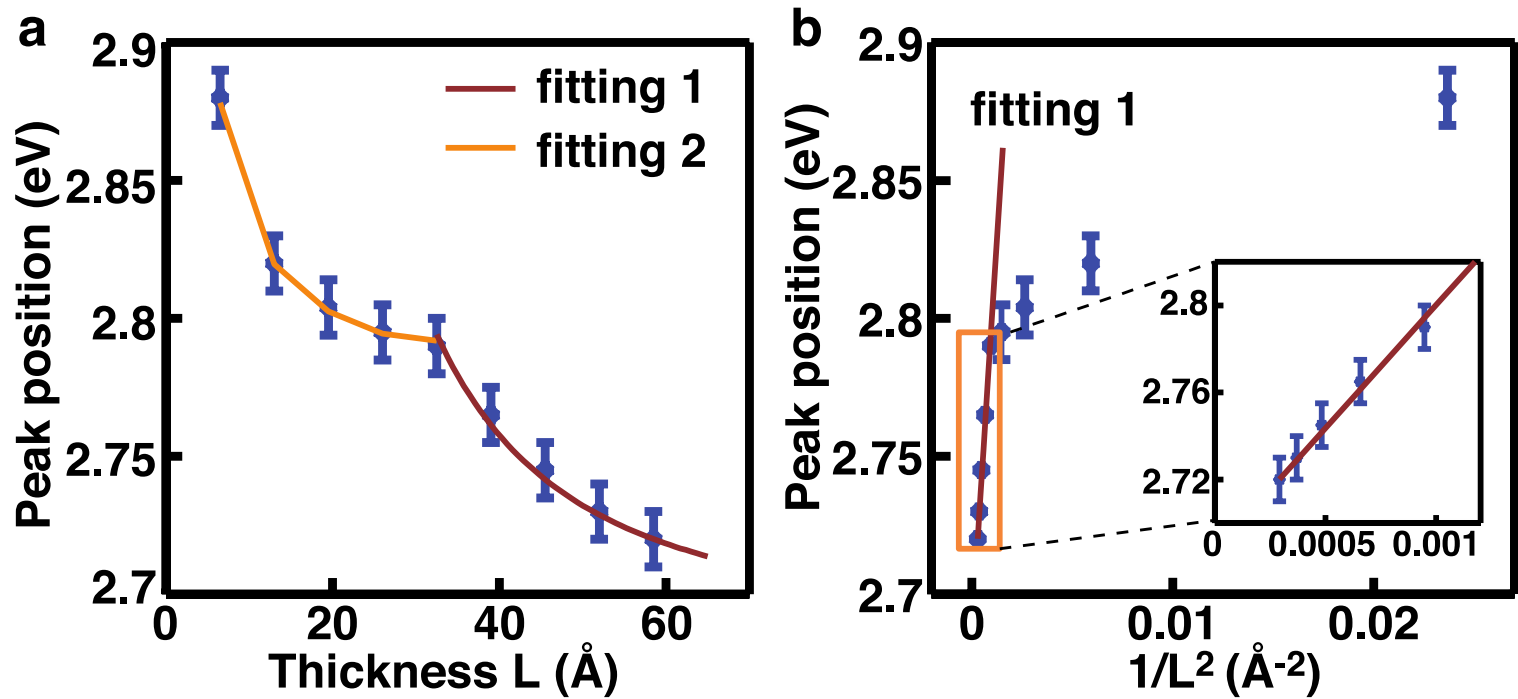 a
2.9
2.85
2.8
2.75
2.7
0
20
40
60
Peak position (eV)
Thickness L (Å)
fitting 1
fitting 2
b
2.9
2.85
2.8
2.75
2.7
0
0.01
0.02
Peak position (eV)
1/L² (Å⁻²)
fitting 1
2.8
2.76
2.72
0
0.0005
0.001